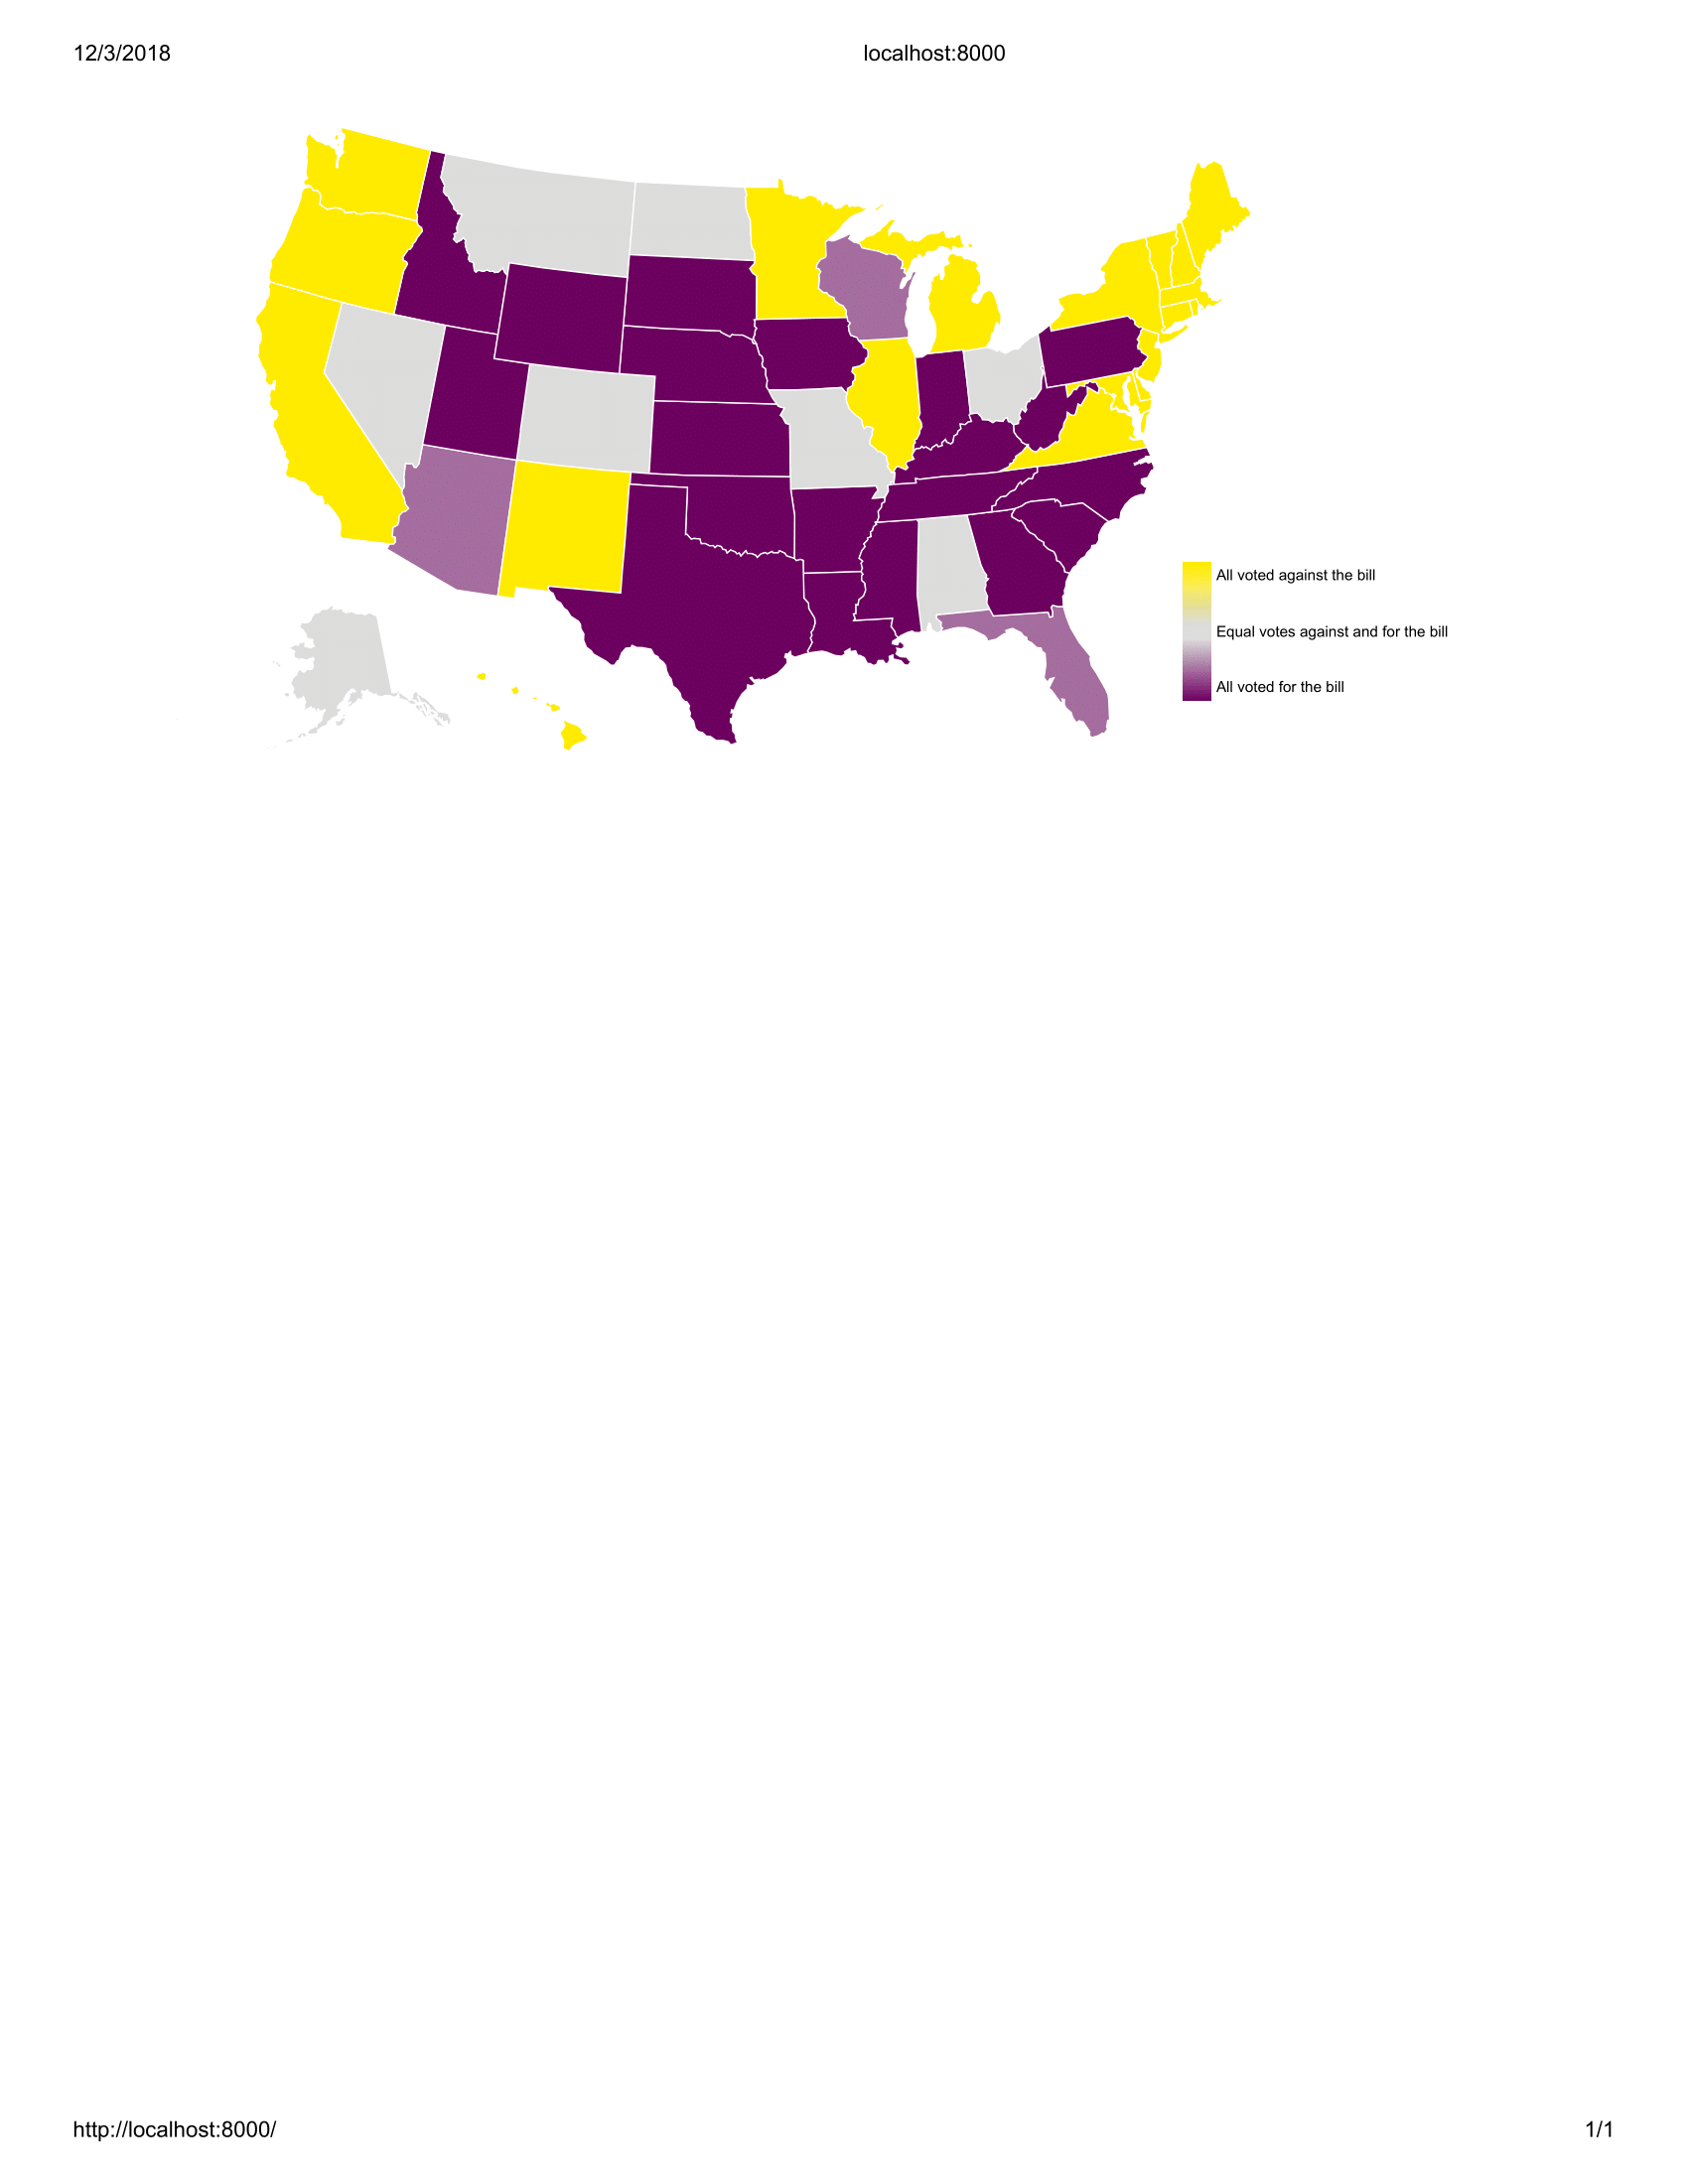 12/3/2018
localhost:8000
All voted against the bill
Equal votes against and for the bill
All voted for the bill
http://localhost:8000/
1/1